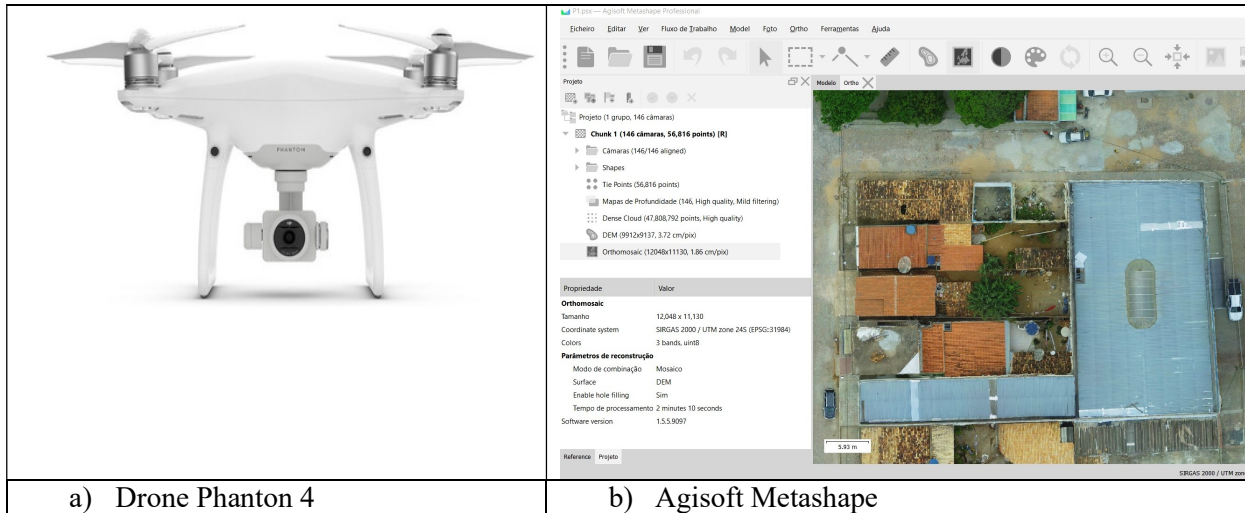 PHANTOM
P1.psx — Agisoft Metashape Professional
Eicheiro Editar Ver Fluxo de Trabalho Model Foto Ortho Ferramentas Ajuda
Projeto
Modelo Ortho
Projeto (1 grupo, 146 câmaras)
Chunk 1 (146 câmaras, 56,816 points) [R]
Câmaras (146/146 aligned)
Shapes
Tie Points (56,816 points)
Mapas de Profundidade (146, High quality, Mild filtering)
Dense Cloud (47,808,792 points, High quality)
DEM (9912x9137, 3.72 cm/pix)
Orthomosaic (12048x11130, 1.86 cm/pix)
Propriedade Valor
Orthomosaic
Tamanho 12,048 x 11,130
Coordinate system SIRGAS 2000 / UTM zone 24S (EPSG:31984)
Colors 3 bands, uint8
Parâmetros de reconstrução
Modo de combinação Mosaico
Surface DEM
Enable hole filling Sim
Tempo de processamento 2 minutes 10 seconds
Software version 1.5.5.9097
5.93 m
Reference Projeto
SIRGAS 2000 / UTM zon
a) Drone Phanton 4
b) Agisoft Metashape